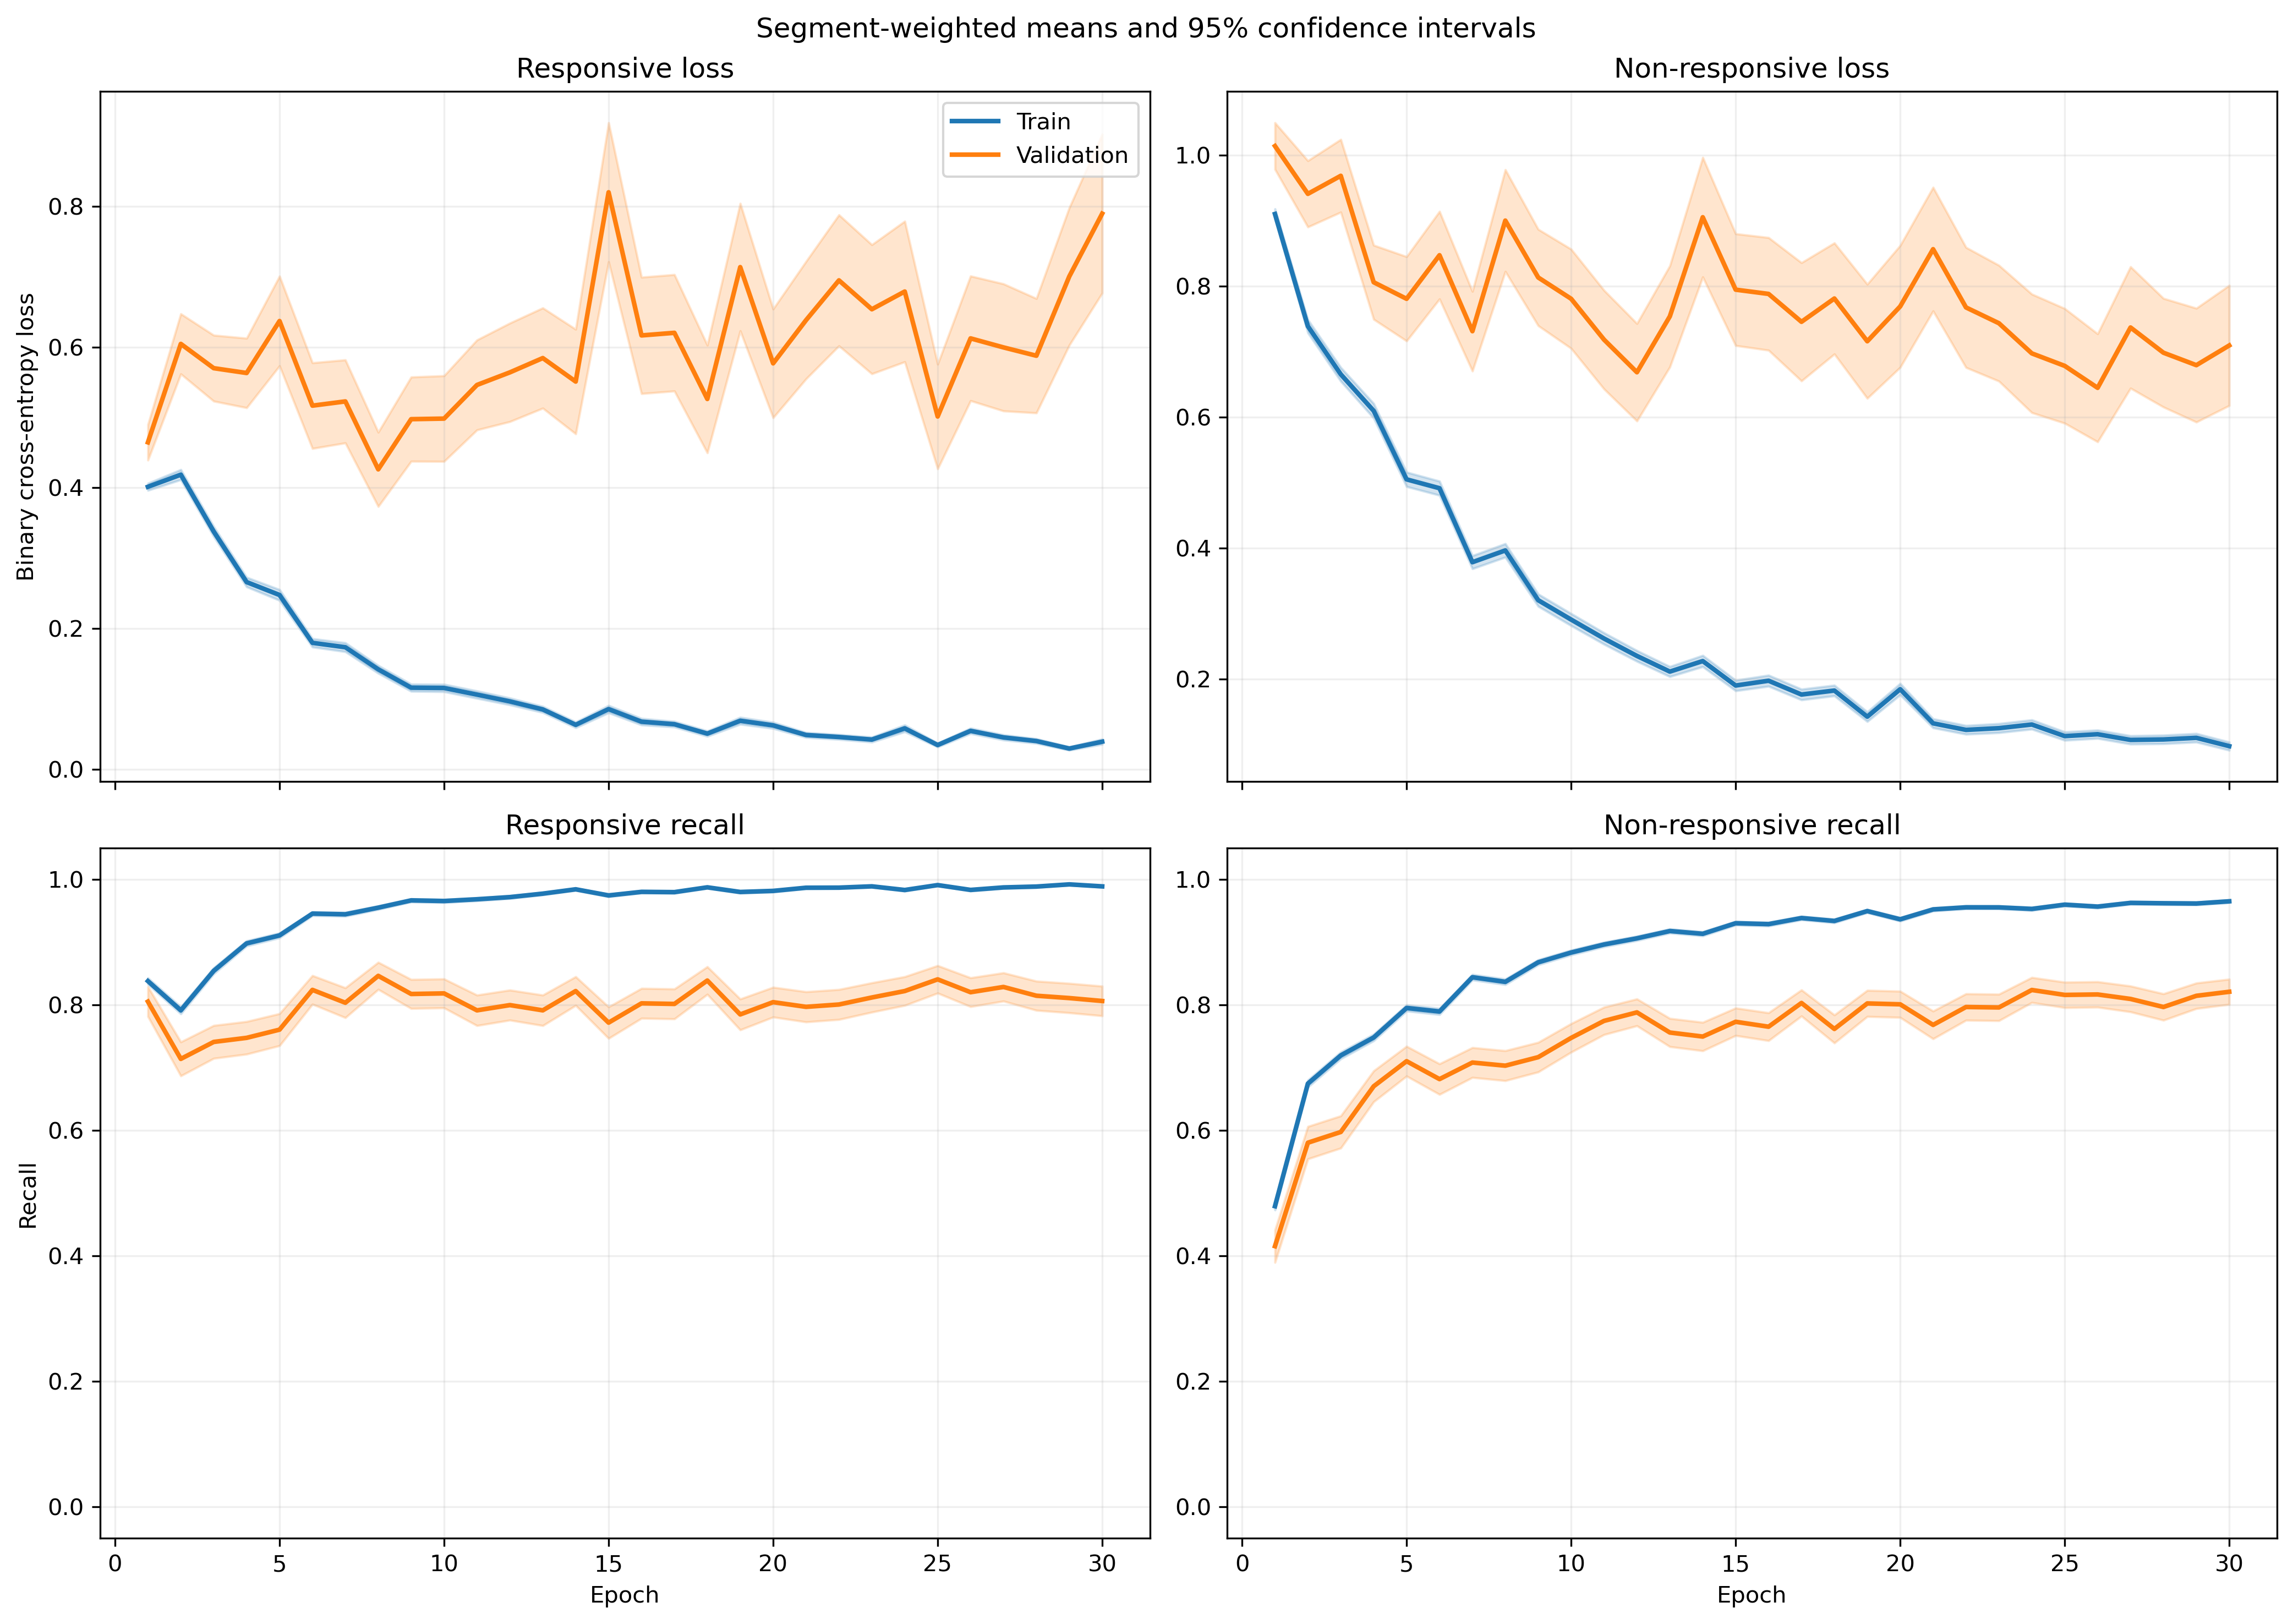 Segment-weighted means and 95% confidence intervals
Responsive loss
Non-responsive loss
Train
Validation
Binary cross-entropy loss
0.8
0.6
0.4
0.2
0.0
1.0
0.8
0.6
0.4
0.2
Responsive recall
Non-responsive recall
Recall
1.0
0.8
0.6
0.4
0.2
0.0
1.0
0.8
0.6
0.4
0.2
0.0
0 5 10 15 20 25 30
0 5 10 15 20 25 30
Epoch
Epoch